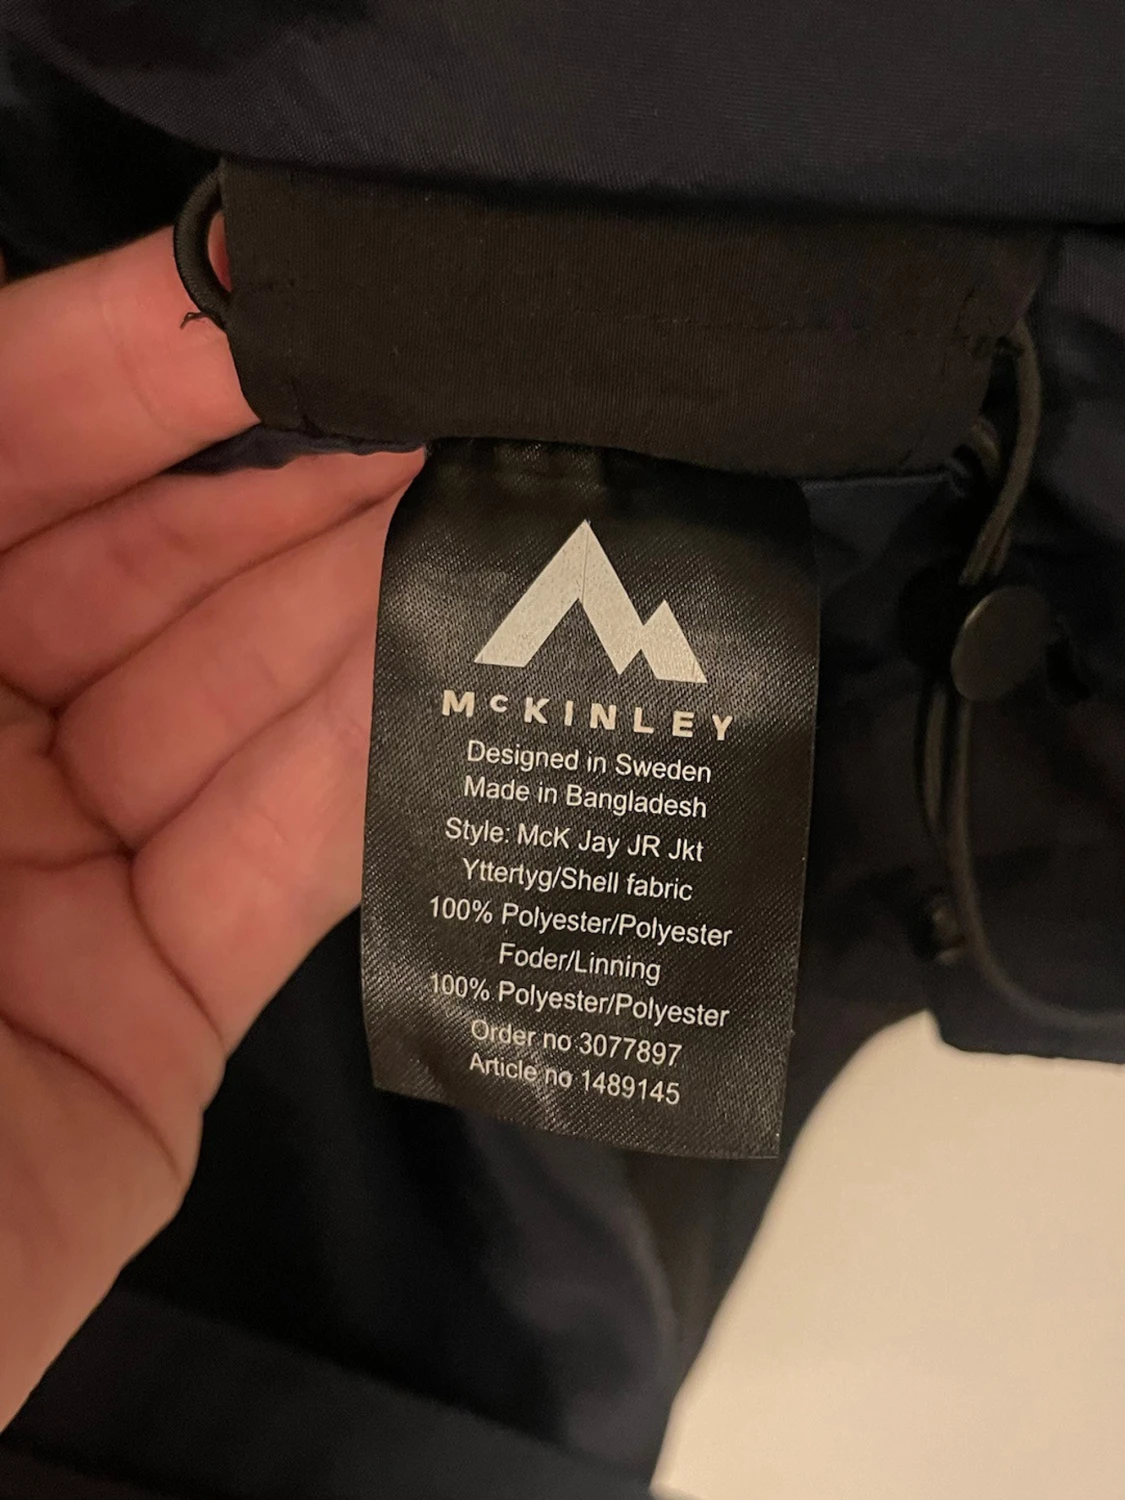 McKINLEY
Designed in Sweden
Made in Bangladesh
Style: McK Jay JR Jkt
Yttertyg/Shell fabric
100% Polyester/Polyester
Foder/Linning
100% Polyester/Polyester
Order no 3077897
Article no 1489145